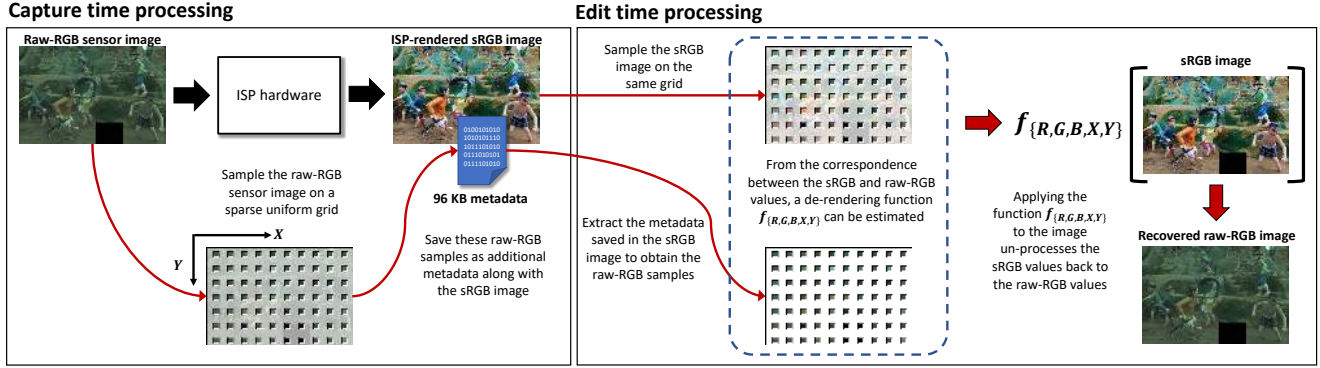 Capture time processing
Raw-RGB sensor image
ISP hardware
ISP-rendered sRGB image
0100101010
1010101110
1011101010
0111010101
0111101010
96 KB metadata
Sample the raw-RGB
sensor image on a
sparse uniform grid
X
Y
Save these raw-RGB
samples as additional
metadata along with
the sRGB image
Edit time processing
Sample the sRGB
image on the
same grid
Extract the metadata
saved in the sRGB
image to obtain the
raw-RGB samples
From the correspondence
between the sRGB and raw-RGB
values, a de-rendering function
f{R,G,B,X,Y} can be estimated
f{R,G,B,X,Y}
sRGB image
Applying the
function f{R,G,B,X,Y}
to the image
un-processes the
sRGB values back to
the raw-RGB values
Recovered raw-RGB image